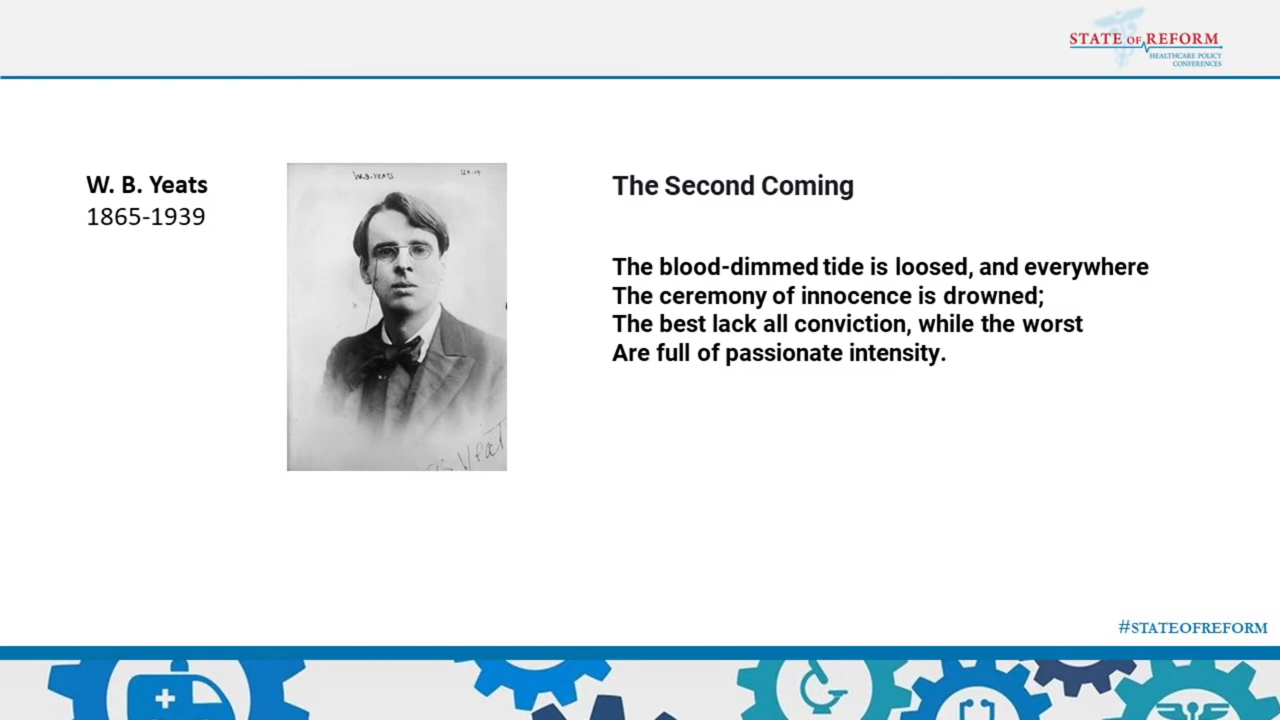 STATE OF REFORM
HEALTHCARE POLICY
CONFERENCES
W. B. Yeats
1865-1939
W.B. YEATS
The Second Coming
The blood-dimmed tide is loosed, and everywhere
The ceremony of innocence is drowned;
The best lack all conviction, while the worst
Are full of passionate intensity.
#STATEOFREFORM